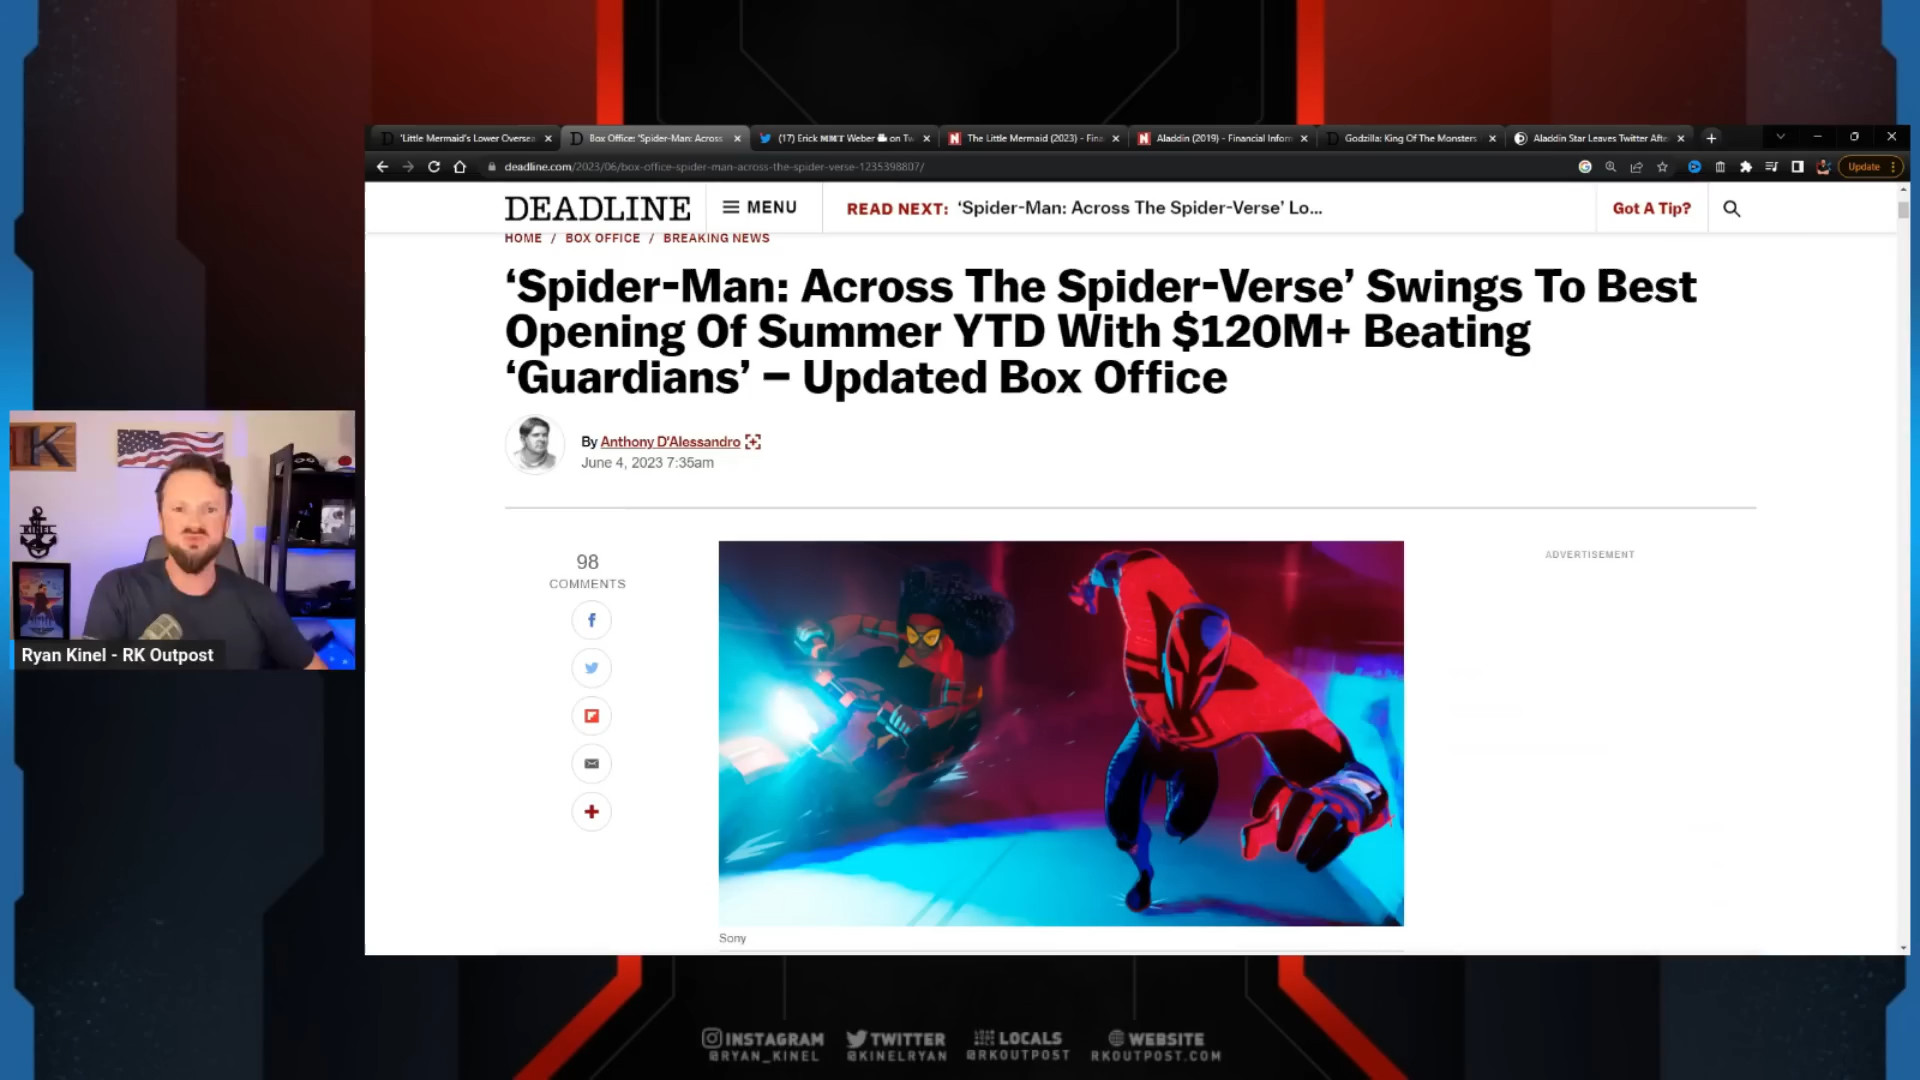 'Little Mermaid's Lower Oversea
Box Office: 'Spider-Man: Across
(17) Erick MMT Weber on Tw
The Little Mermaid (2023) - Fina
Aladdin (2019) - Financial Inform
Godzilla: King Of The Monsters
Aladdin Star Leaves Twitter Afte
deadline.com/2023/06/box-office-spider-man-across-the-spider-verse-1235398807/
Update
DEADLINE
MENU
READ NEXT: 'Spider-Man: Across The Spider-Verse' Lo...
Got A Tip?
HOME / BOX OFFICE / BREAKING NEWS
'Spider-Man: Across The Spider-Verse' Swings To Best
Opening Of Summer YTD With $120M+ Beating
'Guardians' – Updated Box Office
By Anthony D'Alessandro
June 4, 2023 7:35am
98
COMMENTS
ADVERTISEMENT
Sony
K
KINEL
Ryan Kinel - RK Outpost
INSTAGRAM
@RYAN_KINEL
TWITTER
@KINELRYAN
LOCALS
@RKOUTPOST
WEBSITE
RKOUTPOST.COM